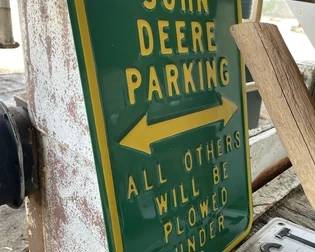 JOHN
DEERE
PARKING
ALL OTHERS
WILL BE
PLOWED
UNDER